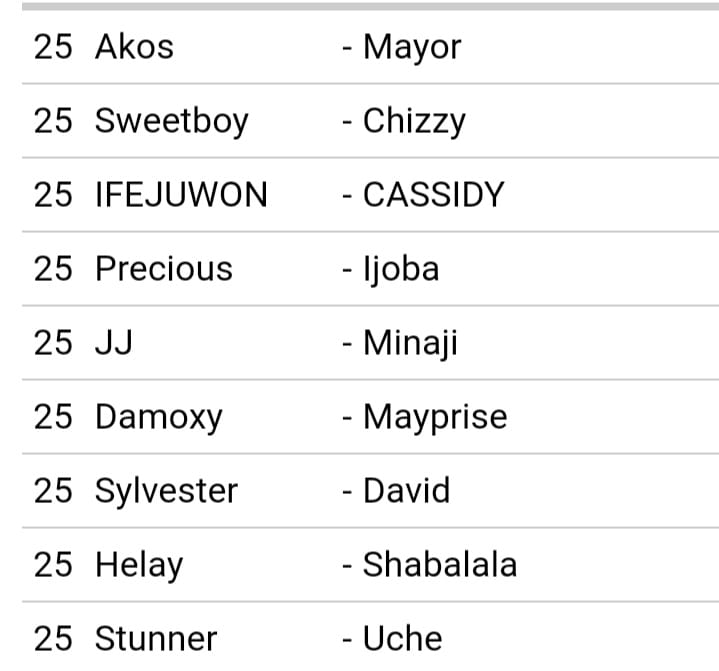 25 Akos - Mayor
25 Sweetboy - Chizzy
25 IFEJUWON - CASSIDY
25 Precious - Ijoba
25 JJ - Minaji
25 Damoxy - Mayprise
25 Sylvester - David
25 Helay - Shabalala
25 Stunner - Uche